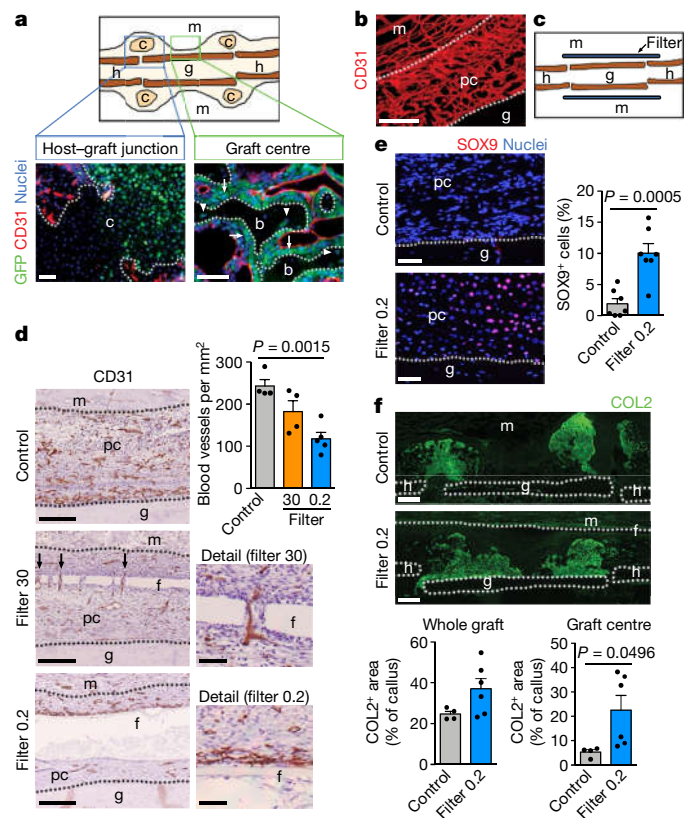 a
m
c
c
h
g
h
c
c
m
Host–graft junction
Graft centre
GFP CD31 Nuclei
c
b
b
b
CD31
m
pc
g
c
m
Filter
h
g
h
m
e
SOX9 Nuclei
Control
pc
g
Filter 0.2
pc
g
P = 0.0005
SOX9+ cells (%)
20
15
10
5
0
Control
Filter 0.2
d
CD31
Control
m
pc
g
P = 0.0015
Blood vessels per mm2
300
200
100
0
Control
30
0.2
Filter
Filter 30
m
f
pc
g
Detail (filter 30)
f
Filter 0.2
m
f
pc
g
Detail (filter 0.2)
f
f
COL2
Control
m
h
g
h
Filter 0.2
m
f
h
g
h
Whole graft
COL2+ area
(% of callus)
60
40
20
0
Control
Filter 0.2
Graft centre
P = 0.0496
COL2+ area
(% of callus)
50
40
30
20
10
0
Control
Filter 0.2